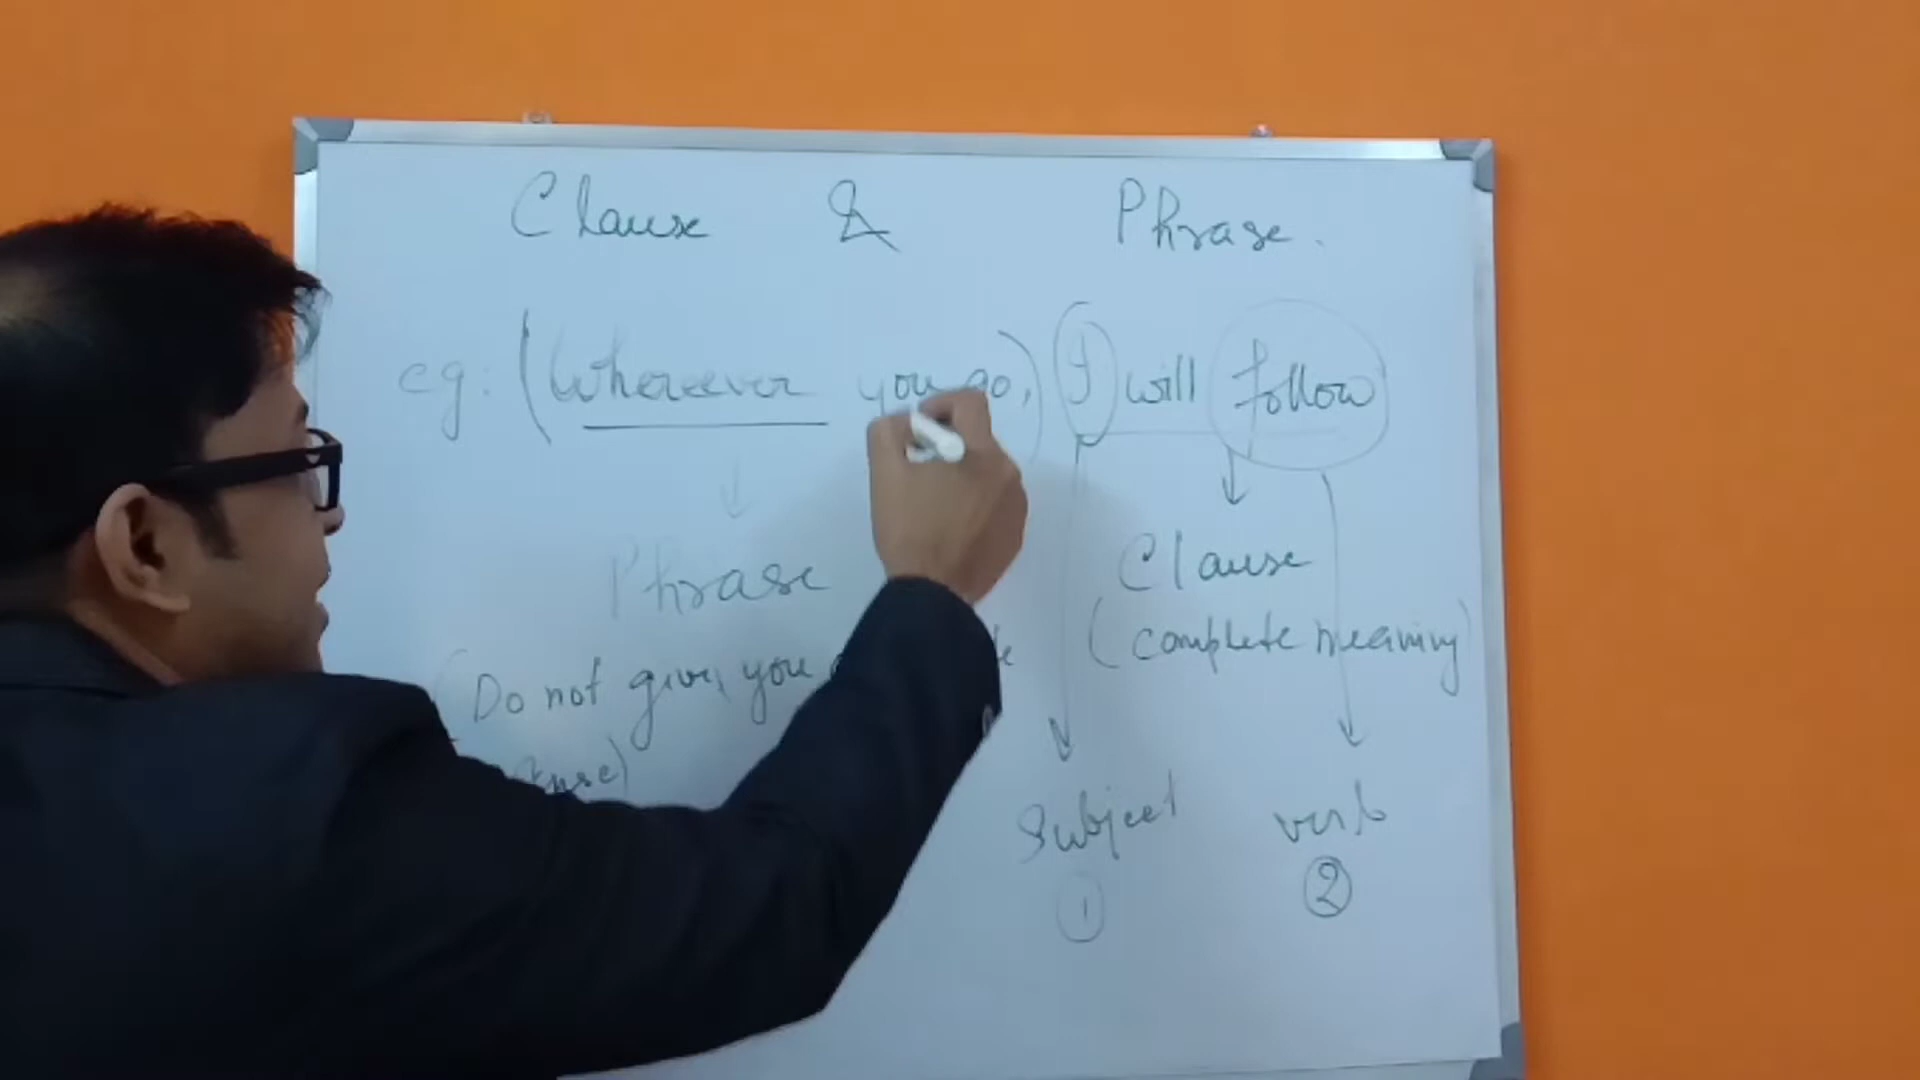 Clause & Phrase.
eg: (Wherever you go,) I will follow
Phrase Clause
(Do not give you (complete meaning)
Subject verb
1 2